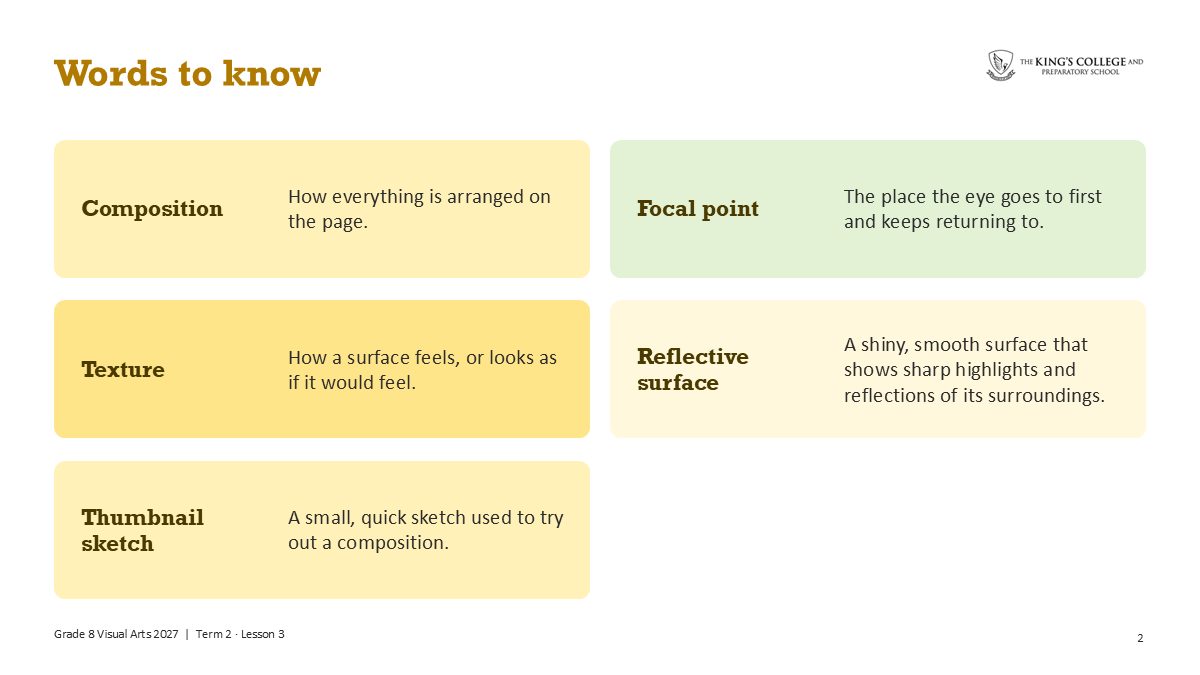 Words to know
THE KING'S COLLEGE AND
PREPARATORY SCHOOL
Composition
How everything is arranged on
the page.
Focal point
The place the eye goes to first
and keeps returning to.
Texture
How a surface feels, or looks as
if it would feel.
Reflective
surface
A shiny, smooth surface that
shows sharp highlights and
reflections of its surroundings.
Thumbnail
sketch
A small, quick sketch used to try
out a composition.
Grade 8 Visual Arts 2027 | Term 2 · Lesson 3
2